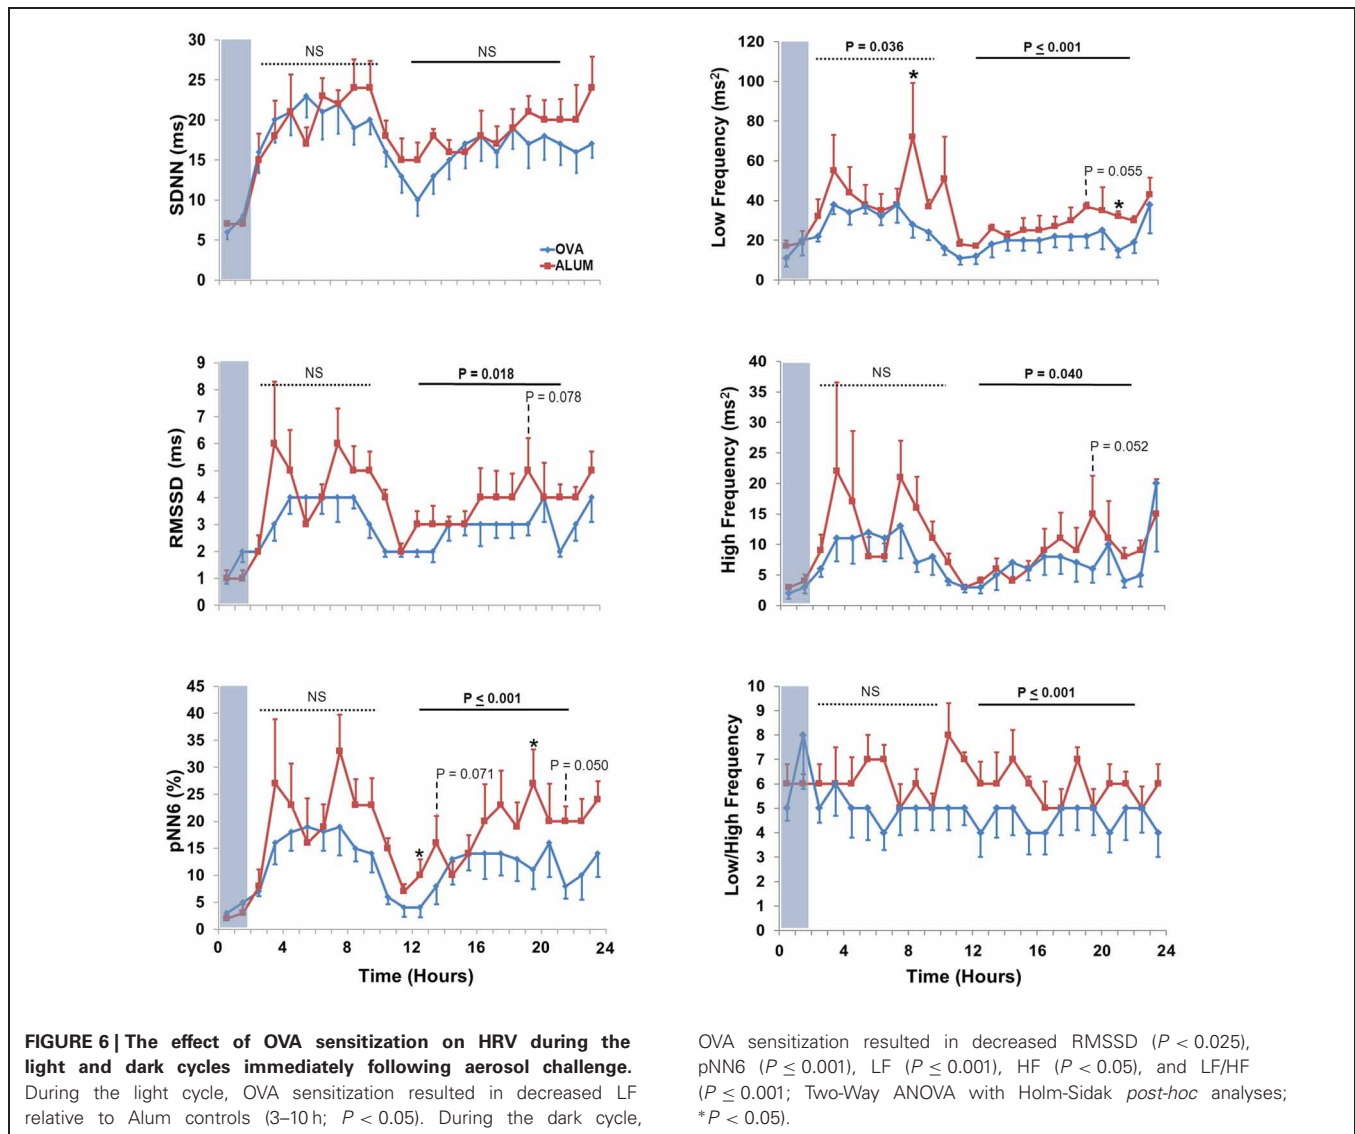 NS
NS
SDNN (ms)
30
25
20
15
10
5
0
OVA
ALUM
P = 0.036
P ≤ 0.001
Low Frequency (ms²)
120
100
80
60
40
20
0
*
P = 0.055
*
NS
P = 0.018
P = 0.078
RMSSD (ms)
9
8
7
6
5
4
3
2
1
0
NS
P = 0.040
P = 0.052
High Frequency (ms²)
40
35
30
25
20
15
10
5
0
NS
P ≤ 0.001
pNN6 (%)
45
40
35
30
25
20
15
10
5
0
*
P = 0.071
*
P = 0.050
0 4 8 12 16 20 24
Time (Hours)
NS
P ≤ 0.001
Low/High Frequency
10
9
8
7
6
5
4
3
2
1
0
0 4 8 12 16 20 24
Time (Hours)
FIGURE 6 | The effect of OVA sensitization on HRV during the
light and dark cycles immediately following aerosol challenge.
During the light cycle, OVA sensitization resulted in decreased LF
relative to Alum controls (3–10 h; P < 0.05). During the dark cycle,
OVA sensitization resulted in decreased RMSSD (P < 0.025),
pNN6 (P ≤ 0.001), LF (P ≤ 0.001), HF (P < 0.05), and LF/HF
(P ≤ 0.001; Two-Way ANOVA with Holm-Sidak post-hoc analyses;
*P < 0.05).